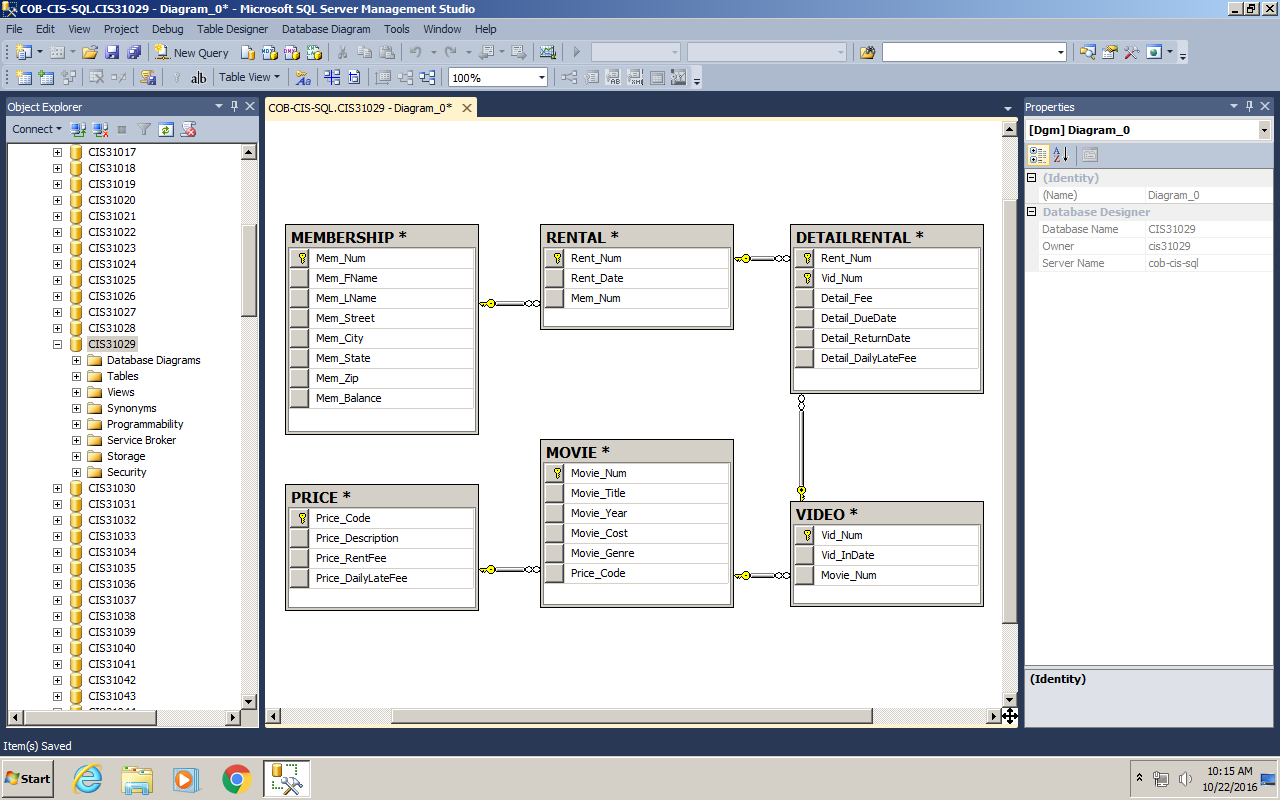 COB-CIS-SQL.CIS31029 - Diagram_0* - Microsoft SQL Server Management Studio
File Edit View Project Debug Table Designer Database Diagram Tools Window Help
New Query
Table View 100%
Object Explorer
Connect
CIS31017
CIS31018
CIS31019
CIS31020
CIS31021
CIS31022
CIS31023
CIS31024
CIS31025
CIS31026
CIS31027
CIS31028
CIS31029
Database Diagrams
Tables
Views
Synonyms
Programmability
Service Broker
Storage
Security
CIS31030
CIS31031
CIS31032
CIS31033
CIS31034
CIS31035
CIS31036
CIS31037
CIS31038
CIS31039
CIS31040
CIS31041
CIS31042
CIS31043
COB-CIS-SQL.CIS31029 - Diagram_0*
MEMBERSHIP *
Mem_Num
Mem_FName
Mem_LName
Mem_Street
Mem_City
Mem_State
Mem_Zip
Mem_Balance
RENTAL *
Rent_Num
Rent_Date
Mem_Num
DETAILRENTAL *
Rent_Num
Vid_Num
Detail_Fee
Detail_DueDate
Detail_ReturnDate
Detail_DailyLateFee
PRICE *
Price_Code
Price_Description
Price_RentFee
Price_DailyLateFee
MOVIE *
Movie_Num
Movie_Title
Movie_Year
Movie_Cost
Movie_Genre
Price_Code
VIDEO *
Vid_Num
Vid_InDate
Movie_Num
Properties
[Dgm] Diagram_0
(Identity)
(Name) Diagram_0
Database Designer
Database Name CIS31029
Owner cis31029
Server Name cob-cis-sql
(Identity)
Item(s) Saved
Start
10:15 AM
10/22/2016